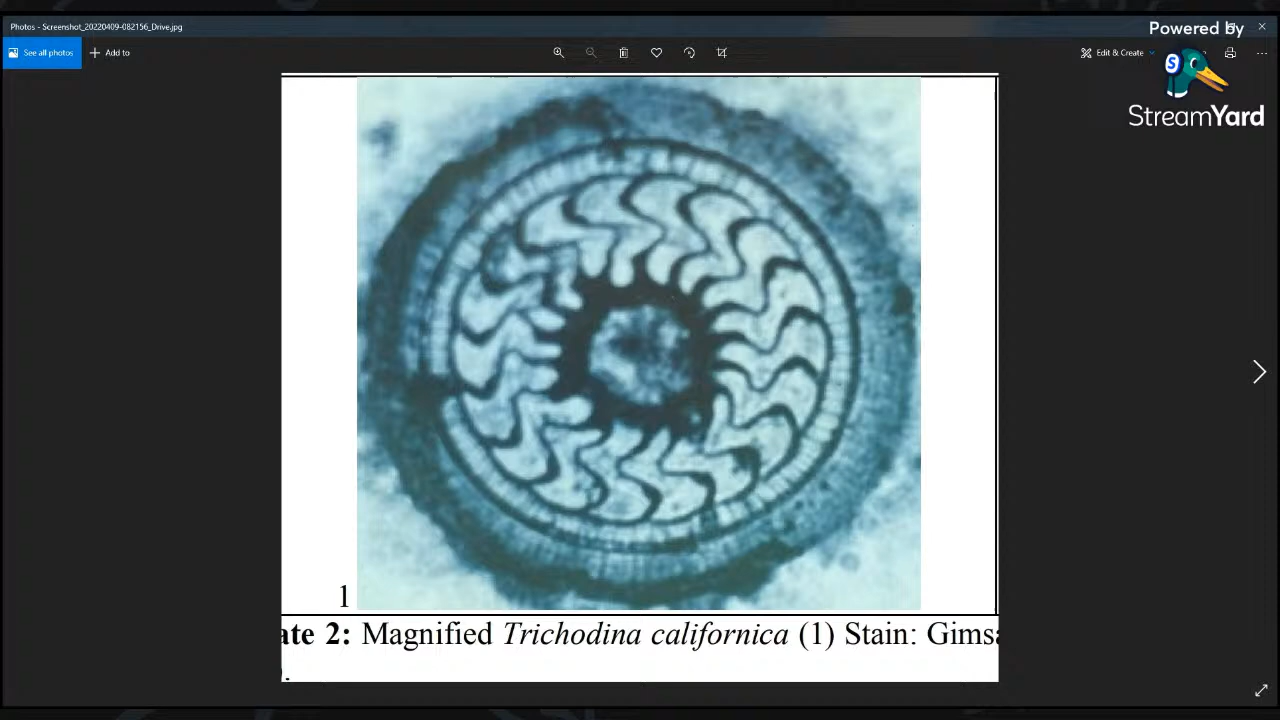 Photos - Screenshot_20220409-082156_Drive.jpg
Powered by
See all photos
Add to
Edit & Create
S
StreamYard
1
ate 2: Magnified Trichodina californica (1) Stain: Gimsa